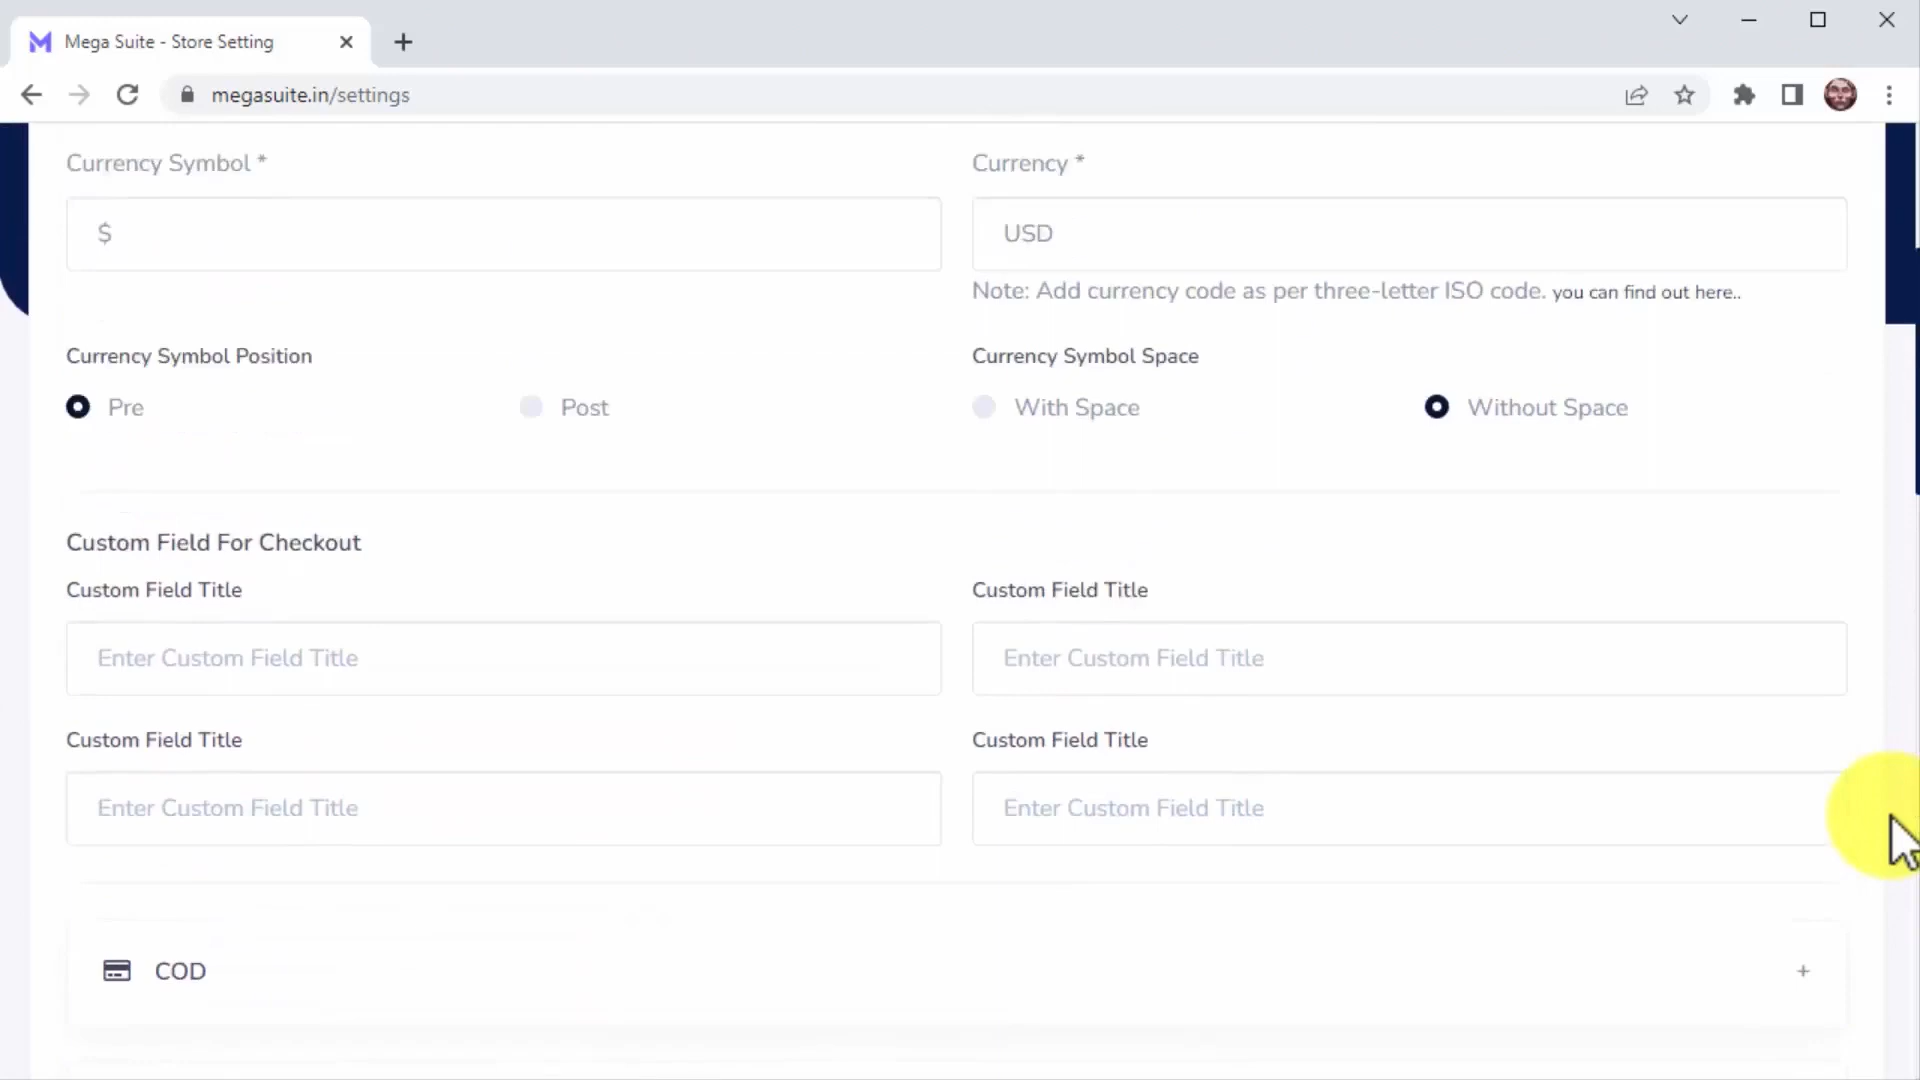 Mega Suite - Store Setting
megasuite.in/settings
Currency Symbol *
Currency *
$
USD
Note: Add currency code as per three-letter ISO code. you can find out here..
Currency Symbol Position
Currency Symbol Space
Pre
Post
With Space
Without Space
Custom Field For Checkout
Custom Field Title
Custom Field Title
Enter Custom Field Title
Enter Custom Field Title
Custom Field Title
Custom Field Title
Enter Custom Field Title
Enter Custom Field Title
COD
+